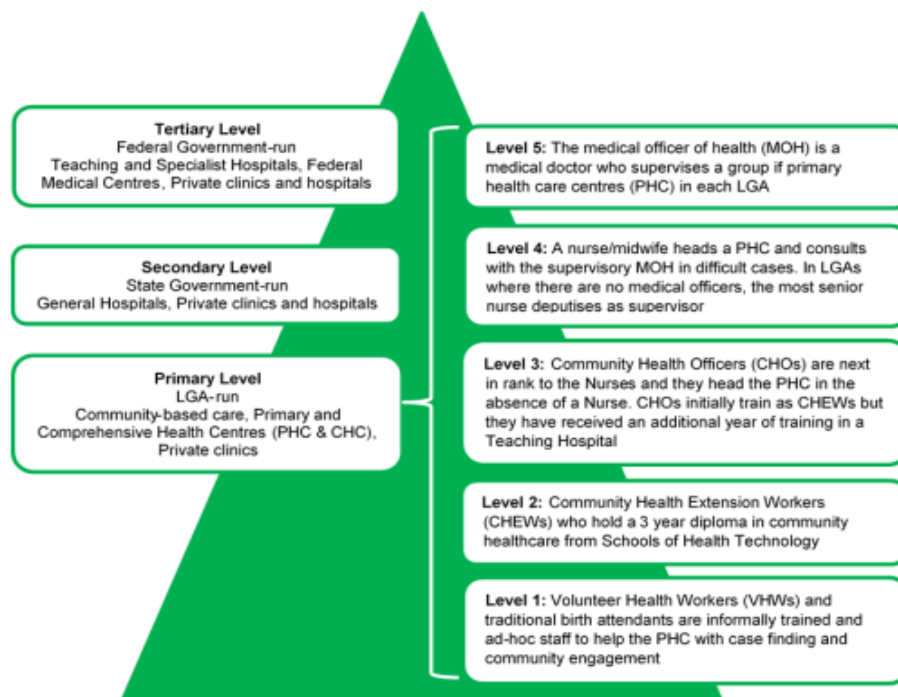 Tertiary Level
Federal Government-run
Teaching and Specialist Hospitals, Federal
Medical Centres, Private clinics and hospitals
Secondary Level
State Government-run
General Hospitals, Private clinics and hospitals
Primary Level
LGA-run
Community-based care, Primary and
Comprehensive Health Centres (PHC & CHC),
Private clinics
Level 5: The medical officer of health (MOH) is a
medical doctor who supervises a group if primary
health care centres (PHC) in each LGA
Level 4: A nurse/midwife heads a PHC and consults
with the supervisory MOH in difficult cases. In LGAs
where there are no medical officers, the most senior
nurse deputises as supervisor
Level 3: Community Health Officers (CHOs) are next
in rank to the Nurses and they head the PHC in the
absence of a Nurse. CHOs initially train as CHEWs but
they have received an additional year of training in a
Teaching Hospital
Level 2: Community Health Extension Workers
(CHEWs) who hold a 3 year diploma in community
healthcare from Schools of Health Technology
Level 1: Volunteer Health Workers (VHWs) and
traditional birth attendants are informally trained and
ad-hoc staff to help the PHC with case finding and
community engagement